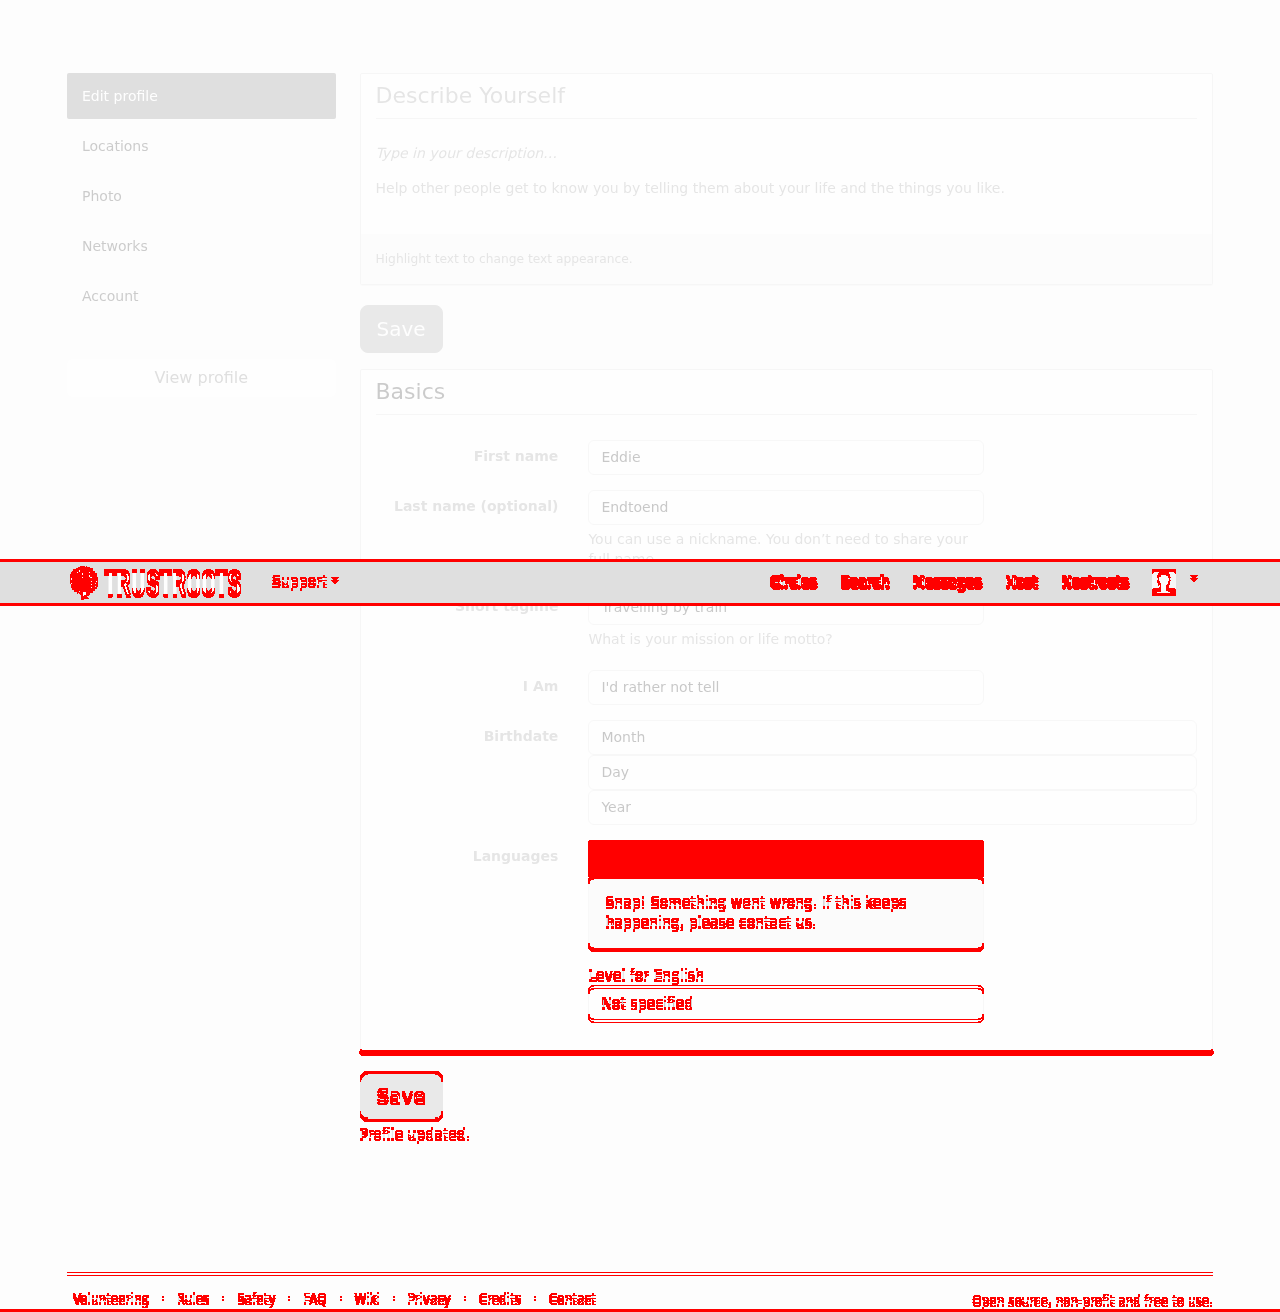 Edit profile
Locations
Photo
Networks
Account
View profile
Describe Yourself
Type in your description...
Help other people get to know you by telling them about your life and the things you like.
Highlight text to change text appearance.
Save
Basics
First name
Eddie
Last name (optional)
Endtoend
You can use a nickname. You don't need to share your
full name.
TRUSTROOTS
Support
Circles
Search
Messages
Host
Nostroots
Short tagline
Travelling by train
What is your mission or life motto?
I Am
I'd rather not tell
Birthdate
Month
Day
Year
Languages
Snap! Something went wrong. If this keeps
happening, please contact us.
Level for English
Not specified
Save
Profile updated.
Volunteering · Rules · Safety · FAQ · Wiki · Privacy · Credits · Contact
Open source, non-profit and free to use.